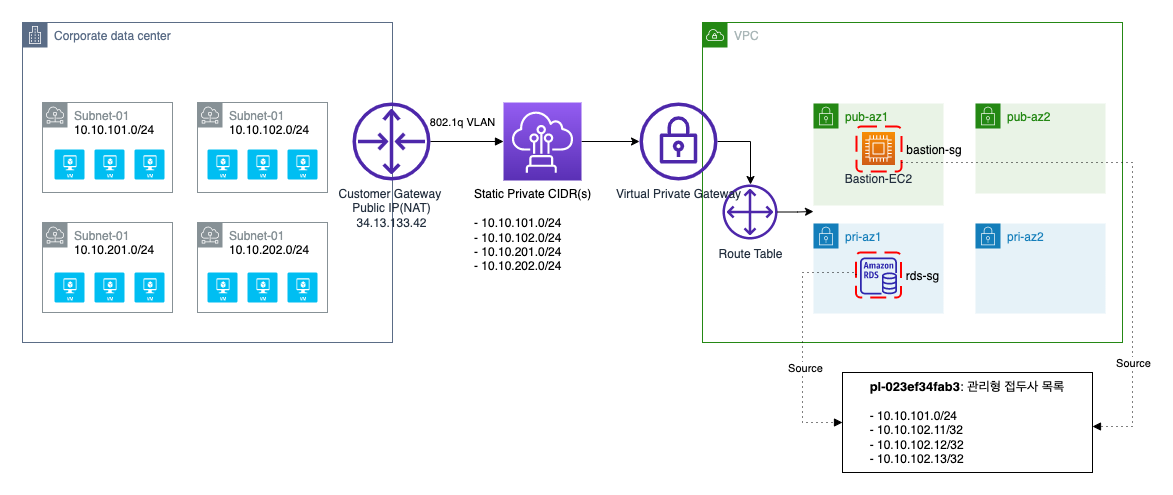 Corporate data center
Subnet-01
10.10.101.0/24
Subnet-01
10.10.102.0/24
Subnet-01
10.10.201.0/24
Subnet-01
10.10.202.0/24
Customer Gateway
Public IP(NAT)
34.13.133.42
802.1q VLAN
Static Private CIDR(s)
- 10.10.101.0/24
- 10.10.102.0/24
- 10.10.201.0/24
- 10.10.202.0/24
Virtual Private Gateway
VPC
Route Table
pub-az1
bastion-sg
Bastion-EC2
pub-az2
pri-az1
Amazon
RDS
rds-sg
pri-az2
Source
Source
pl-023ef34fab3: 관리형 접두사 목록
- 10.10.101.0/24
- 10.10.102.11/32
- 10.10.102.12/32
- 10.10.102.13/32